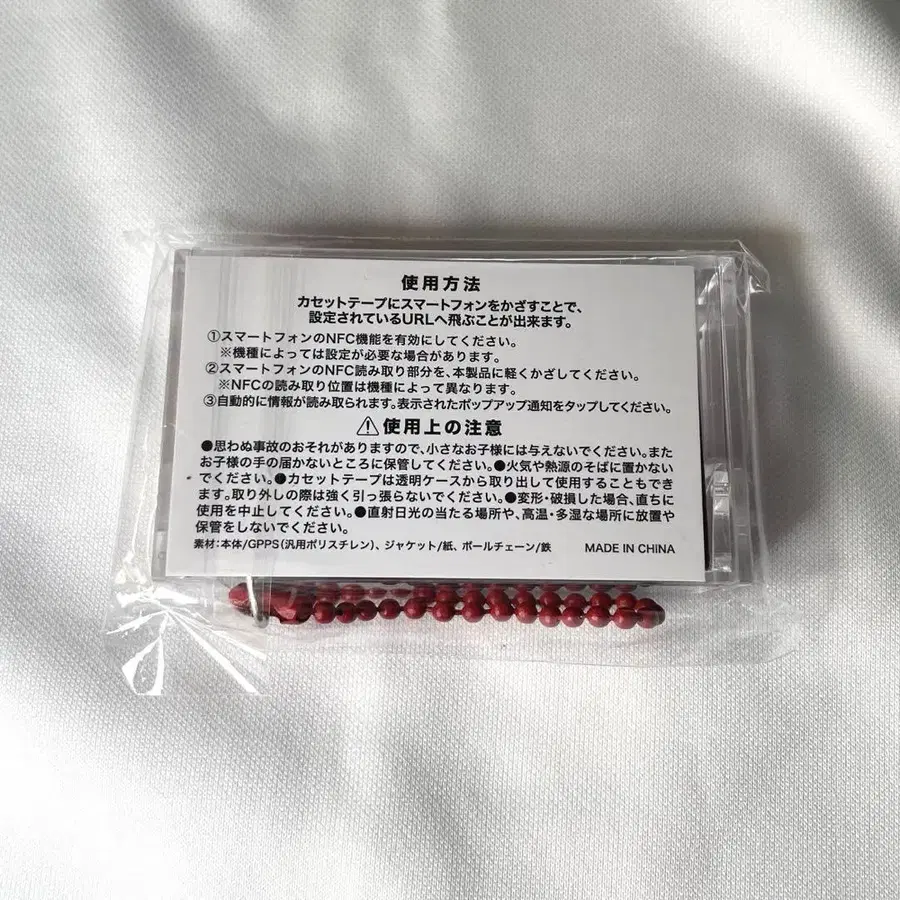 使用方法
カセットテープにスマートフォンをかざすことで、
設定されているURLへ飛ぶことが出来ます。
①スマートフォンのNFC機能を有効にしてください。
※機種によっては設定が必要な場合があります。
②スマートフォンのNFC読み取り部分を、本製品に軽くかざしてください。
※NFCの読み取り位置は機種によって異なります。
③自動的に情報が読み取られます。表示されたポップアップ通知をタップしてください。
⚠使用上の注意
●思わぬ事故のおそれがありますので、小さなお子様には与えないでください。また
お子様の手の届かないところに保管してください。●火気や熱源のそばに置かない
でください。●カセットテープは透明ケースから取り出して使用することもでき
ます。取り外しの際は強く引っ張らないでください。●変形・破損した場合、直ちに
使用を中止してください。●直射日光の当たる場所や、高温・多湿な場所に放置や
保管をしないでください。
素材：本体/GPPS（汎用ポリスチレン）、ジャケット/紙、ボールチェーン/鉄 MADE IN CHINA